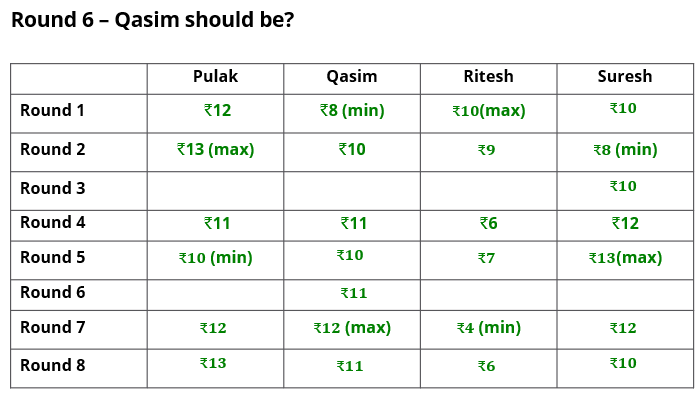 Round 6 – Qasim should be?
Pulak Qasim Ritesh Suresh
Round 1 ₹12 ₹8 (min) ₹10(max) ₹10
Round 2 ₹13 (max) ₹10 ₹9 ₹8 (min)
Round 3 ₹10
Round 4 ₹11 ₹11 ₹6 ₹12
Round 5 ₹10 (min) ₹10 ₹7 ₹13(max)
Round 6 ₹11
Round 7 ₹12 ₹12 (max) ₹4 (min) ₹12
Round 8 ₹13 ₹11 ₹6 ₹10